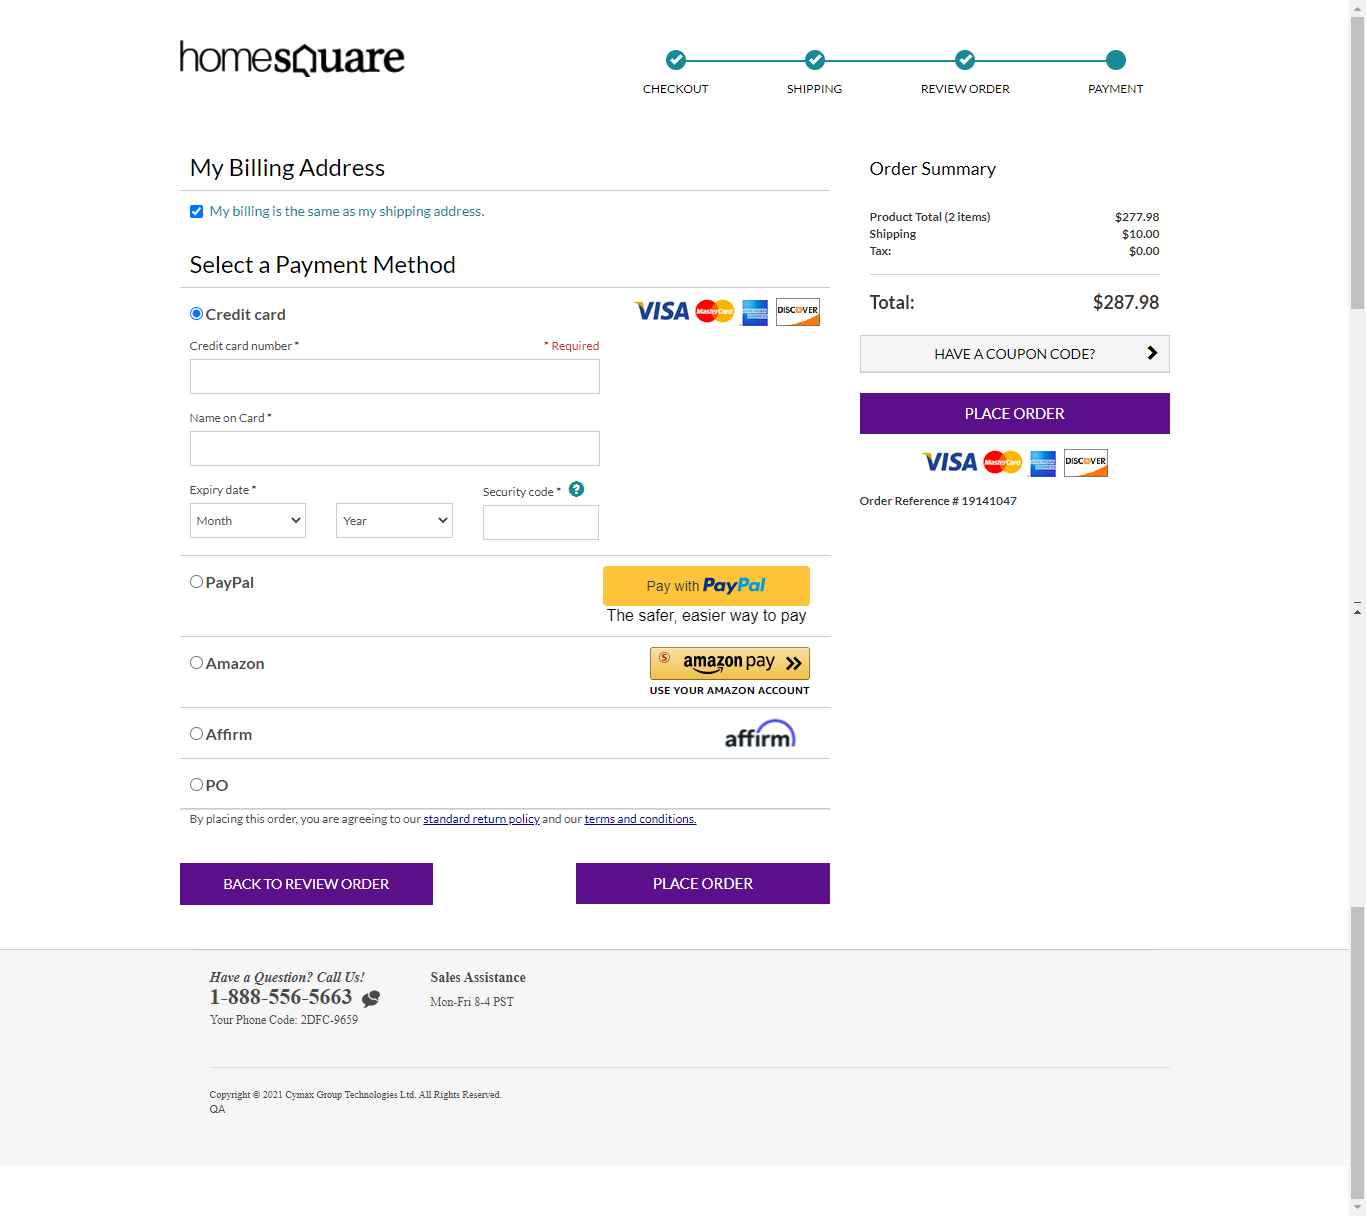 homesquare
CHECKOUT SHIPPING REVIEW ORDER PAYMENT
My Billing Address
My billing is the same as my shipping address.
Select a Payment Method
Credit card
VISA MasterCard AMERICAN EXPRESS DISCOVER
Credit card number * * Required
Name on Card *
Expiry date * Security code * ?
Month Year
PayPal
Pay with PayPal
The safer, easier way to pay
Amazon
S amazon pay
USE YOUR AMAZON ACCOUNT
Affirm
affirm
PO
By placing this order, you are agreeing to our standard return policy and our terms and conditions.
BACK TO REVIEW ORDER PLACE ORDER
Order Summary
Product Total (2 items) $277.98
Shipping $10.00
Tax: $0.00
Total: $287.98
HAVE A COUPON CODE?
PLACE ORDER
VISA MasterCard AMERICAN EXPRESS DISCOVER
Order Reference # 19141047
Have a Question? Call Us!
1-888-556-5663
Your Phone Code: 2DFC-9659
Sales Assistance
Mon-Fri 8-4 PST
Copyright © 2021 Cymax Group Technologies Ltd. All Rights Reserved.
QA